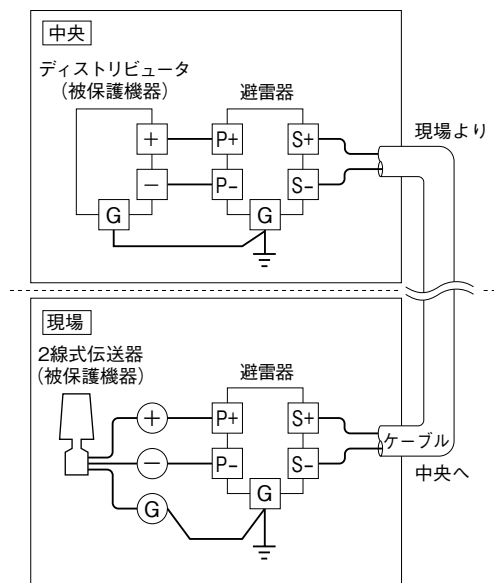 中央
ディストリビュータ
(被保護機器)
避雷器
+
P+
S+
−
P−
S−
G
G
現場より
現場
2線式伝送器
(被保護機器)
避雷器
+
P+
S+
−
P−
S−
G
G
ケーブル
中央へ